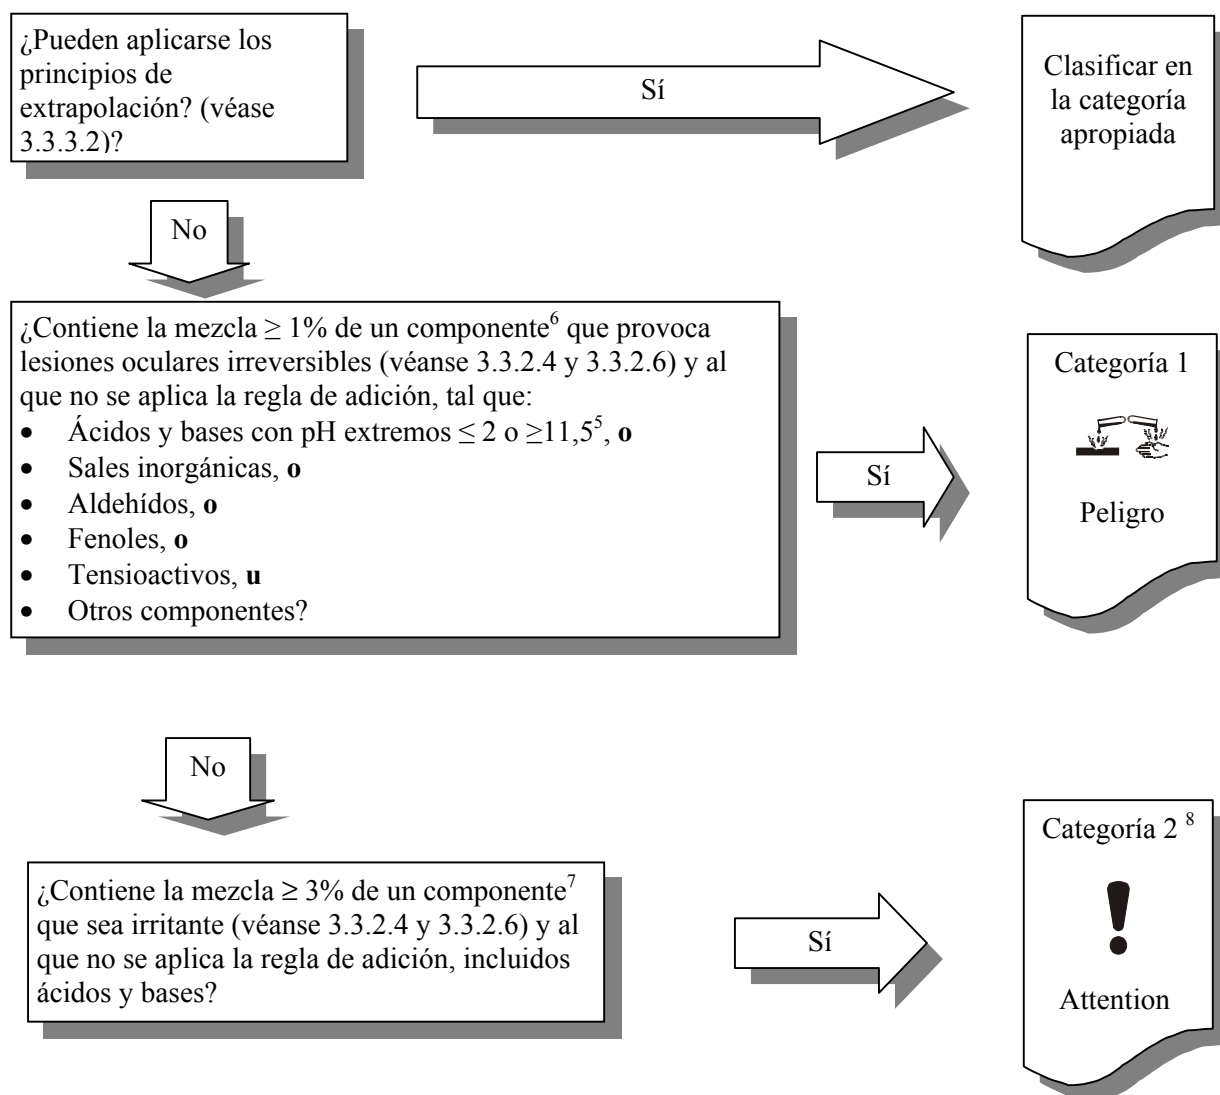 ¿Pueden aplicarse los
principios de
extrapolación? (véase
3.3.3.2)?
Sí
Clasificar en
la categoría
apropiada
No
¿Contiene la mezcla ≥ 1% de un componente⁶ que provoca
lesiones oculares irreversibles (véanse 3.3.2.4 y 3.3.2.6) y al
que no se aplica la regla de adición, tal que:
• Ácidos y bases con pH extremos ≤ 2 o ≥11,5⁵, o
• Sales inorgánicas, o
• Aldehídos, o
• Fenoles, o
• Tensioactivos, u
• Otros componentes?
Sí
Categoría 1
Peligro
No
¿Contiene la mezcla ≥ 3% de un componente⁷
que sea irritante (véanse 3.3.2.4 y 3.3.2.6) y al
que no se aplica la regla de adición, incluidos
ácidos y bases?
Sí
Categoría 2 ⁸
Attention